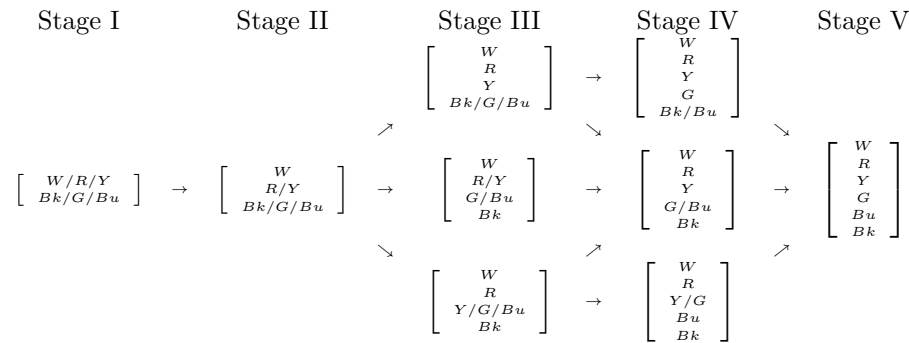 Stage I Stage II Stage III Stage IV Stage V
W
R
Y
Bk/G/Bu
→
W
R
Y
G
Bk/Bu
↗ ↘ ↘
W/R/Y
Bk/G/Bu
→
W
R/Y
Bk/G/Bu
→
W
R/Y
G/Bu
Bk
→
W
R
Y
G/Bu
Bk
→
W
R
Y
G
Bu
Bk
↘ ↗ ↗
W
R
Y/G/Bu
Bk
→
W
R
Y/G
Bu
Bk